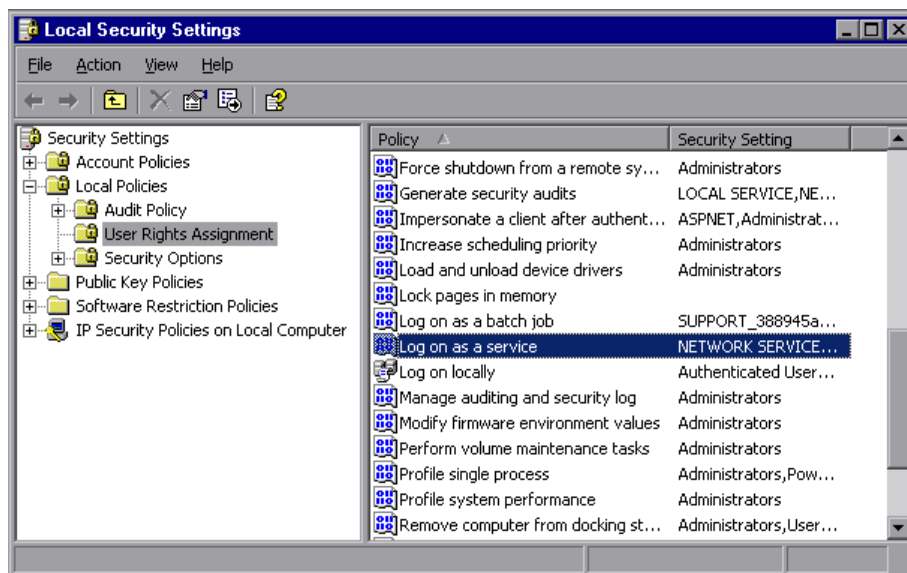 Local Security Settings
File Action View Help
Security Settings
Account Policies
Local Policies
Audit Policy
User Rights Assignment
Security Options
Public Key Policies
Software Restriction Policies
IP Security Policies on Local Computer
Policy Security Setting
Force shutdown from a remote sy... Administrators
Generate security audits LOCAL SERVICE,NE...
Impersonate a client after authent... ASPNET,Administrat...
Increase scheduling priority Administrators
Load and unload device drivers Administrators
Lock pages in memory
Log on as a batch job SUPPORT_388945a...
Log on as a service NETWORK SERVICE...
Log on locally Authenticated User...
Manage auditing and security log Administrators
Modify firmware environment values Administrators
Perform volume maintenance tasks Administrators
Profile single process Administrators,Pow...
Profile system performance Administrators
Remove computer from docking st... Administrators,User...